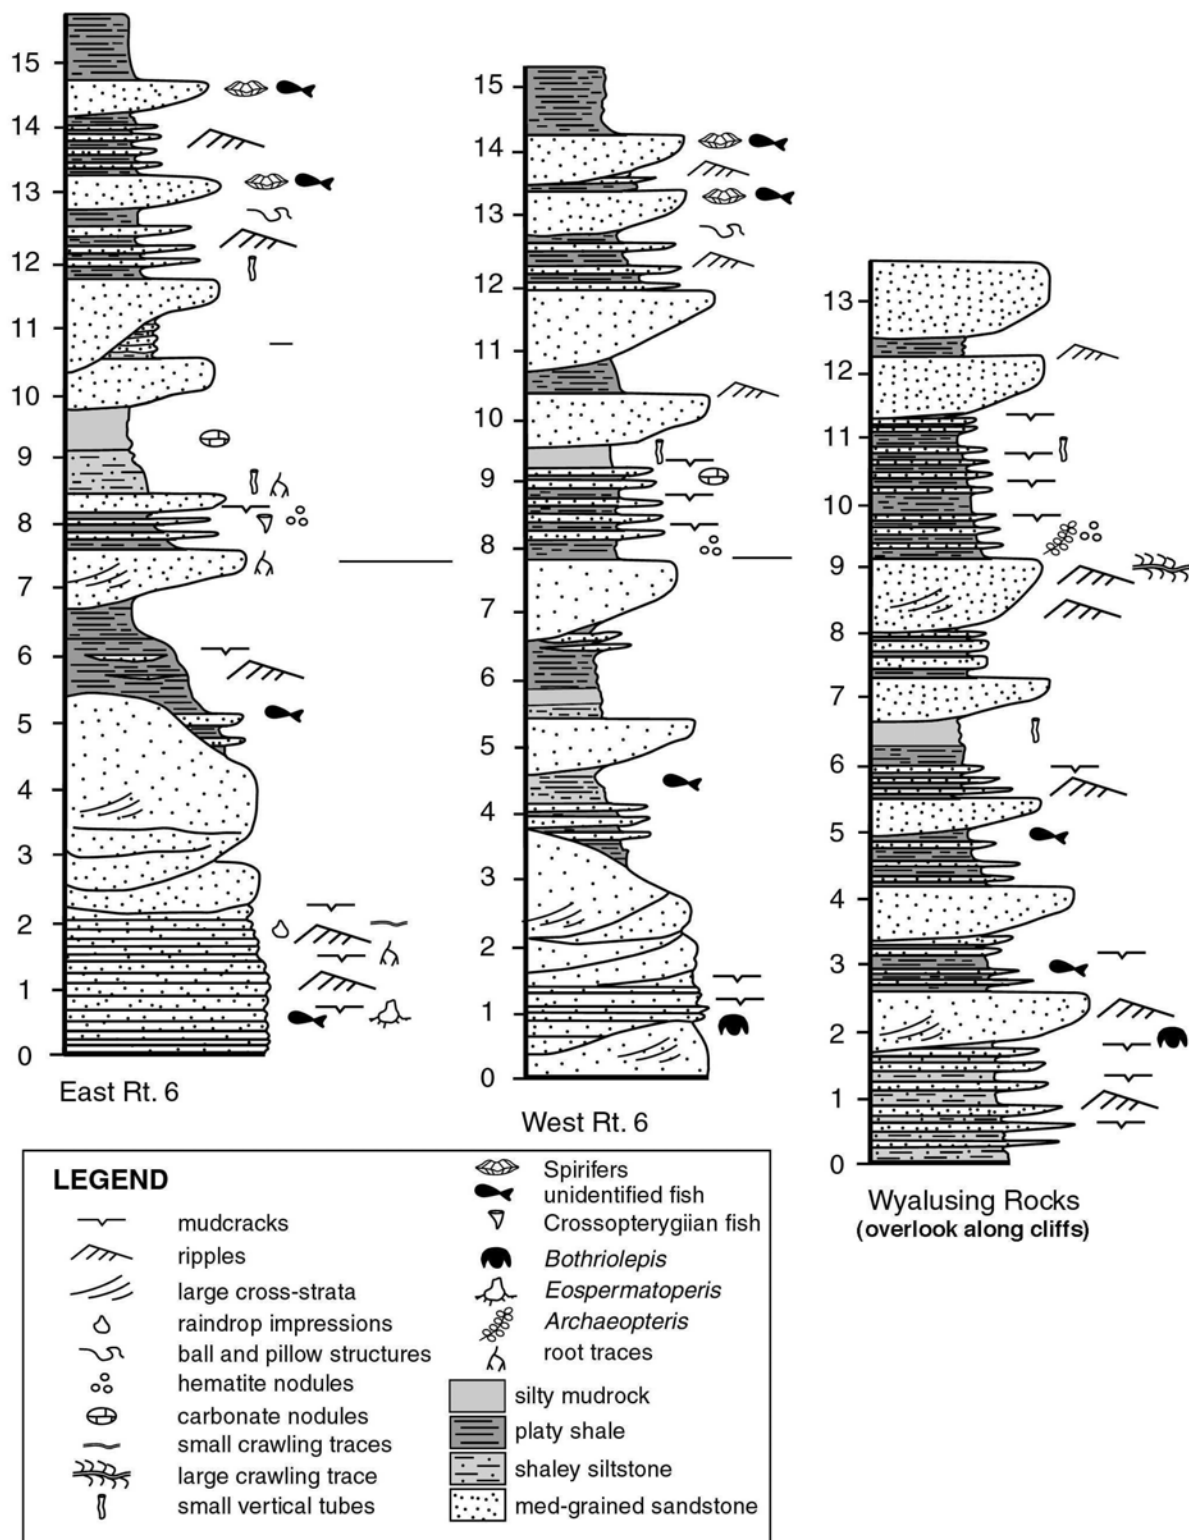 15
14
13
12
11
10
9
8
7
6
5
4
3
2
1
0
East Rt. 6
15
14
13
12
11
10
9
8
7
6
5
4
3
2
1
0
West Rt. 6
13
12
11
10
9
8
7
6
5
4
3
2
1
0
Wyalusing Rocks
(overlook along cliffs)
LEGEND
mudcracks
ripples
large cross-strata
raindrop impressions
ball and pillow structures
hematite nodules
carbonate nodules
small crawling traces
large crawling trace
small vertical tubes
Spirifers
unidentified fish
Crossopterygiian fish
Bothriolepis
Eospermatoperis
Archaeopteris
root traces
silty mudrock
platy shale
shaley siltstone
med-grained sandstone